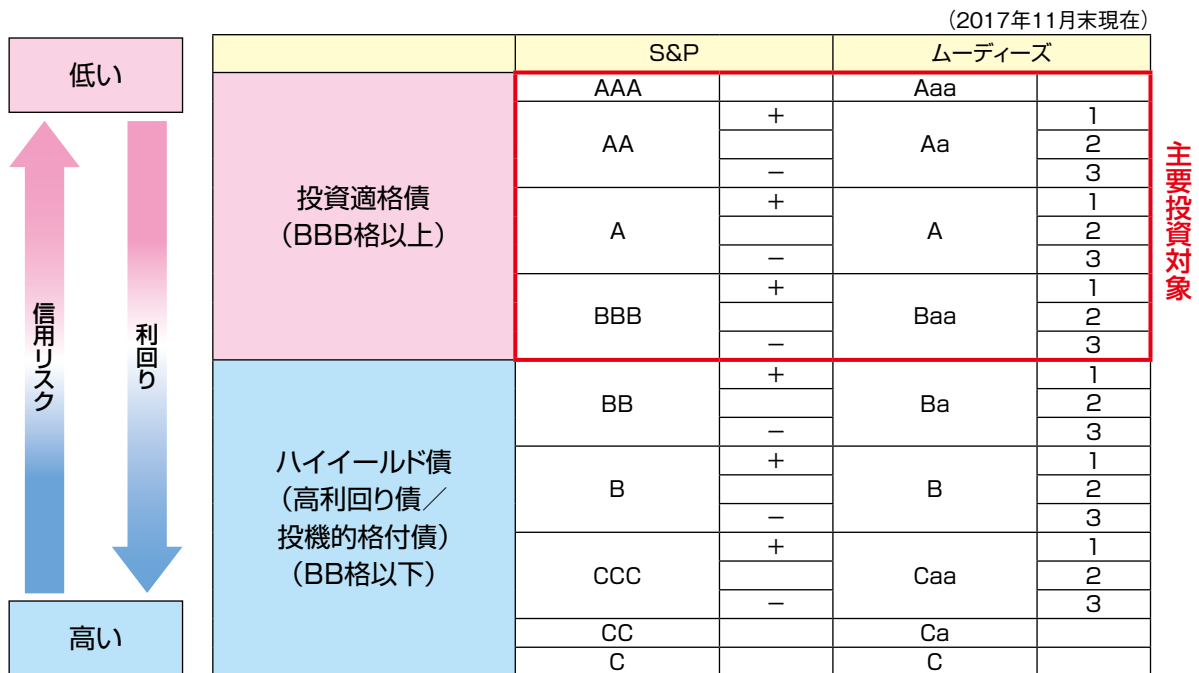 (2017年11月末現在)
低い
信用リスク
利回り
高い
S&P ムーディーズ
投資適格債
(BBB格以上)
AAA Aaa
+ 1
AA Aa 2
− 3
+ 1
A A 2
− 3
+ 1
BBB Baa 2
− 3
主要投資対象
ハイイールド債
(高利回り債/
投機的格付債)
(BB格以下)
+ 1
BB Ba 2
− 3
+ 1
B B 2
− 3
+ 1
CCC Caa 2
− 3
CC Ca
C C